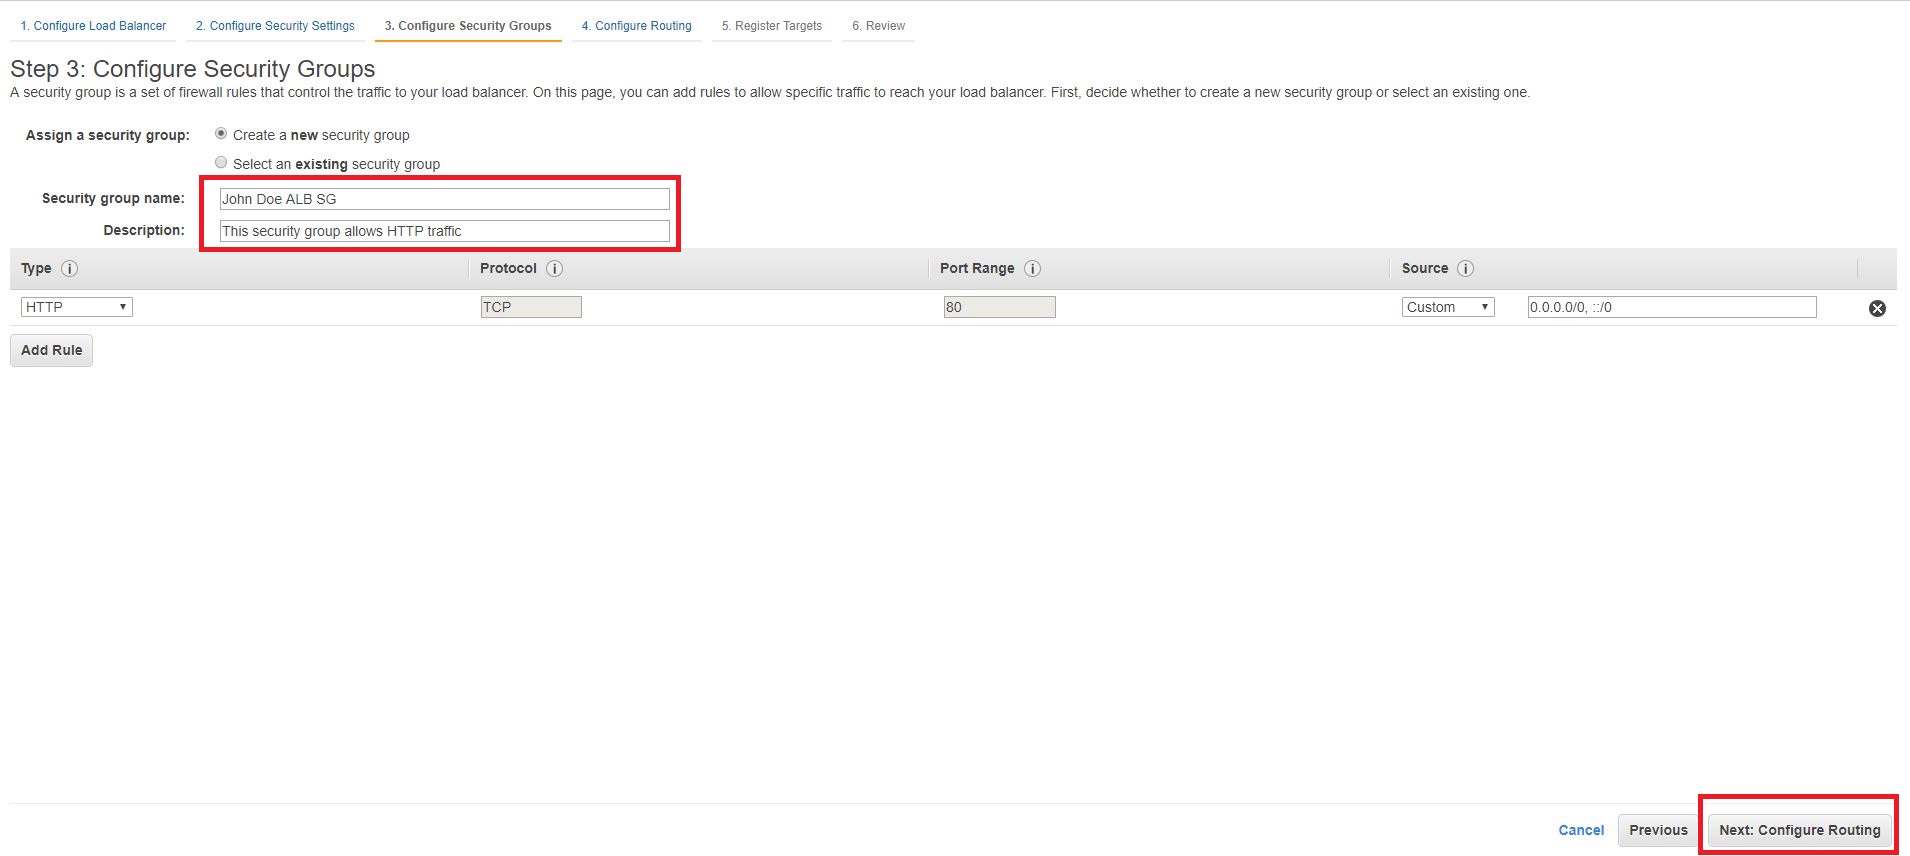 1. Configure Load Balancer 2. Configure Security Settings 3. Configure Security Groups 4. Configure Routing 5. Register Targets 6. Review
Step 3: Configure Security Groups
A security group is a set of firewall rules that control the traffic to your load balancer. On this page, you can add rules to allow specific traffic to reach your load balancer. First, decide whether to create a new security group or select an existing one.
Assign a security group: Create a new security group
Select an existing security group
Security group name: John Doe ALB SG
Description: This security group allows HTTP traffic
Type i Protocol i Port Range i Source i
HTTP TCP 80 Custom 0.0.0.0/0, ::/0
Add Rule
Cancel Previous Next: Configure Routing